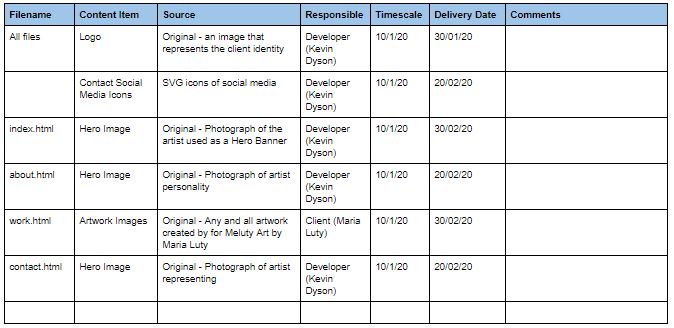 Filename Content Item Source Responsible Timescale Delivery Date Comments
All files Logo Original - an image that Developer 10/1/20 30/01/20
represents the client identity (Kevin
Dyson)
Contact Social SVG icons of social media Developer 10/1/20 20/02/20
Media Icons (Kevin
Dyson)
index.html Hero Image Original - Photograph of the Developer 10/1/20 30/02/20
artist used as a Hero Banner (Kevin
Dyson)
about.html Hero Image Original - Photograph of artist Developer 10/1/20 20/02/20
personality (Kevin
Dyson)
work.html Artwork Images Original - Any and all artwork Client (Maria 10/1/20 30/02/20
created by for Meluty Art by Luty)
Maria Luty
contact.html Hero Image Original - Photograph of artist Developer 10/1/20 20/02/20
representing (Kevin
Dyson)